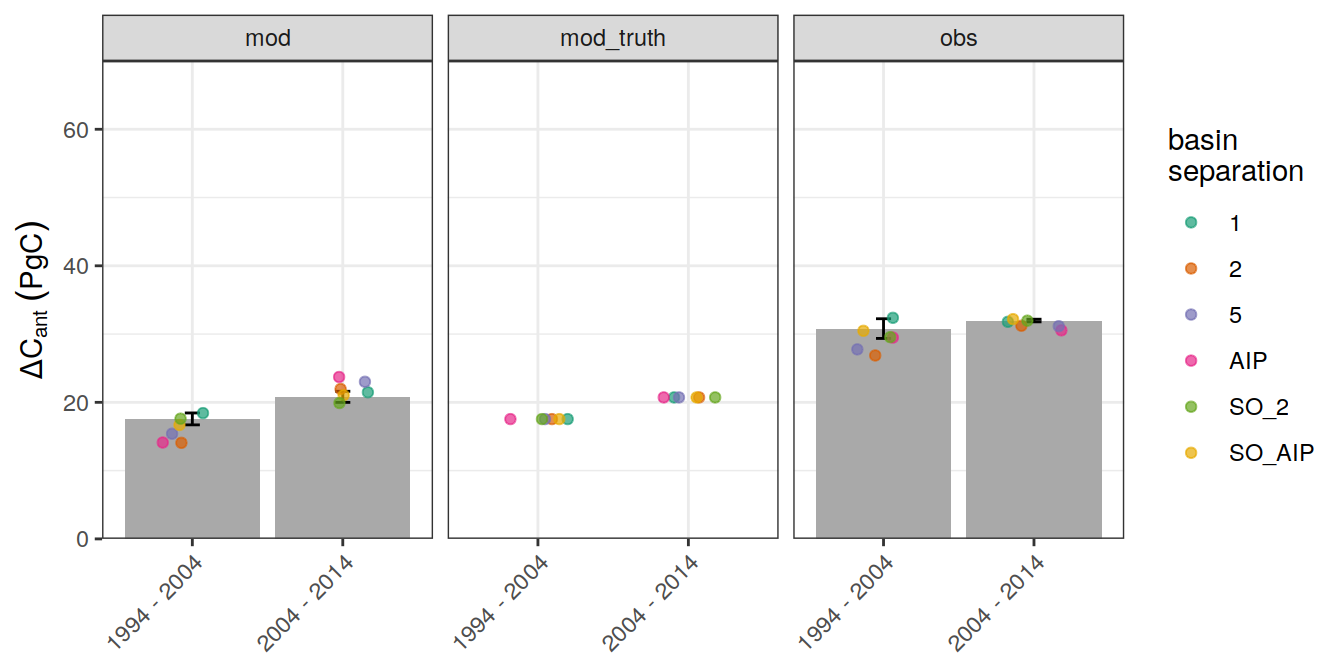 mod
mod_truth
obs
ΔCant (PgC)
60
40
20
0
1994 - 2004
2004 - 2014
1994 - 2004
2004 - 2014
1994 - 2004
2004 - 2014
basin
separation
1
2
5
AIP
SO_2
SO_AIP